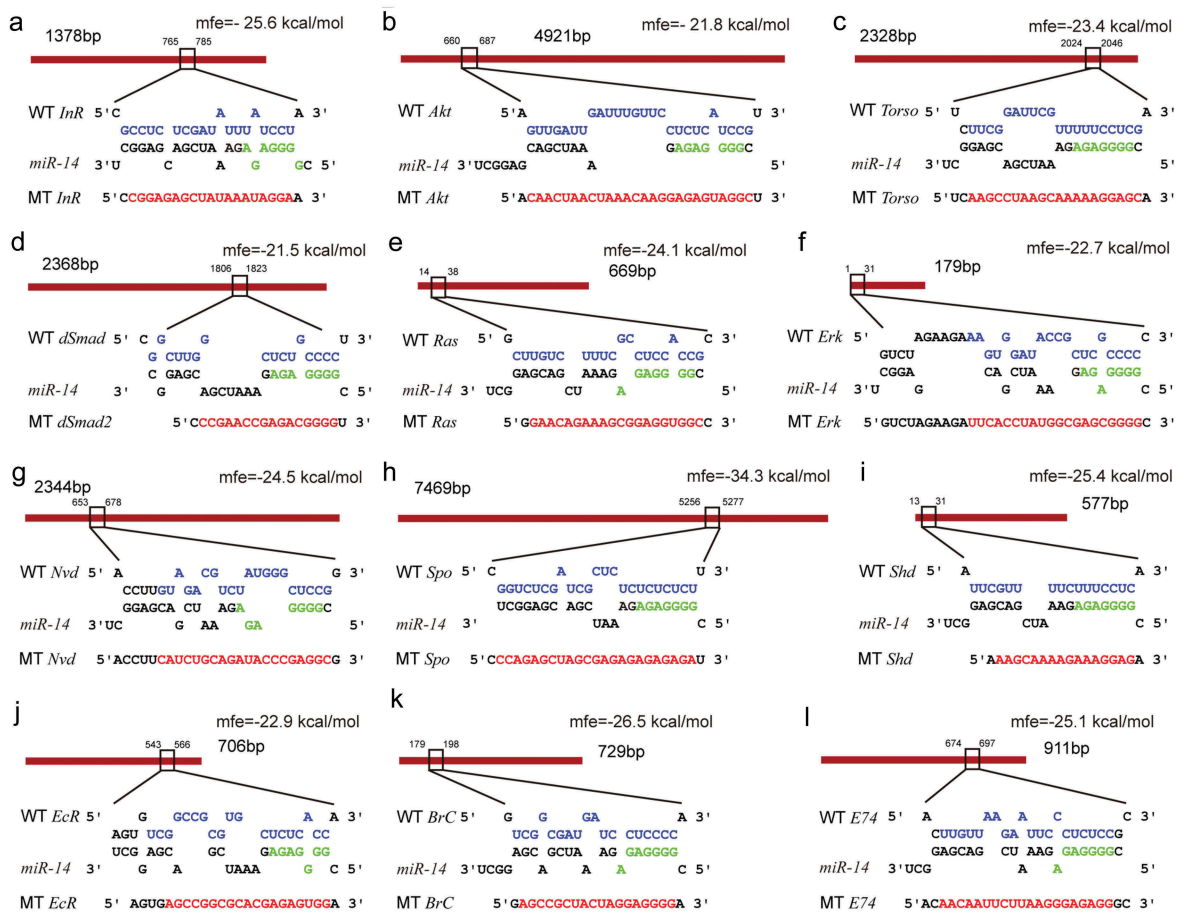 a
mfe=- 25.6 kcal/mol
1378bp
765 785
WT InR 5'C A A A 3'
GCCUC UCGAU UUU UCCU
CGGAG AGCUA AGA AGGG
miR-14 3'U C A G GC 5'
MT InR 5'CCGGAGAGCUAUAAAUAGGAA 3'
b
mfe=- 21.8 kcal/mol
4921bp
660 687
WT Akt 5'A GAUUUGUUC A U 3'
GUUGAUU CUCUC UCCG
CAGCUAA GAGAG GGGC
miR-14 3'UCGGAG A 5'
MT Akt 5'ACAACUAACUAAACAAGGAGAGUAGGCU 3'
c
mfe=-23.4 kcal/mol
2328bp
2024 2046
WT Torso 5'U GAUUCG A 3'
CUUCG UUUUUCCUCG
GGAGC AGAGGGGC
miR-14 3'UC AGCUAA C 5'
MT Torso 5'UCAAGCCUAAGCAAAAAGGAGCA 3'
d
mfe=-21.5 kcal/mol
2368bp
1806 1823
WT dSmad 5' C G G G U 3'
G CUUG CUCU CCCC
C GAGC GAGA GGGG
miR-14 3' G AGCUAAA C 5'
MT dSmad2 5'CCCGAACCGAGACGGGGU 3'
e
mfe=-24.1 kcal/mol
669bp
14 38
WT Ras 5' G GC A C 3'
CUUGUC UUUC CUCC CCG
GAGCAG AAAG GAGG GGC
miR-14 3'UCG CU A 5'
MT Ras 5'GGAACAGAAAGCGGAGGUGGCC 3'
f
mfe=-22.7 kcal/mol
179bp
1 31
WT Erk 5' AGAAGAAA G ACCG G C 3'
GUCU GU GAU CUC CCCC
CGGA CA CUA GAG GGGG
miR-14 3'U G G AA A C 5'
MT Erk 5'GUCUAGAAGAUUCACCUAUGGCGAGCGGGGC 3'
g
mfe=-24.5 kcal/mol
2344bp
653 678
WT Nvd 5' A A CG AUGGG G 3'
CCUUGU GA UCU CUCCG
GGAGCA CU AGA GGGGC
miR-14 3'UC G AA GA 5'
MT Nvd 5'ACCUUCAUCUGCAGAUACCCGAGGCG 3'
h
mfe=-34.3 kcal/mol
7469bp
5256 5277
WT Spo 5' C A CUC U 3'
GGUCUCG UCG UCUCUCUCU
UCGGAGC AGC AGAGAGGGG
miR-14 3' UAA C 5'
MT Spo 5'CCCAGAGCUAGCGAGAGAGAGAGAU 3'
i
mfe=-25.4 kcal/mol
577bp
13 31
WT Shd 5' A A 3'
UUCGUU UUCUUUCCUC
GAGCAG AAGAGAGGGG
miR-14 3'UCG CUA C 5'
MT Shd 5'AAAGCAAAAGAAAGGAGA 3'
j
mfe=-22.9 kcal/mol
706bp
543 566
WT EcR 5' G GCCG UG A A 3'
AGU UCG CG CUCUC CC
UCG AGC GC GAGAG GG
miR-14 3' G A UAAA G C 5'
MT EcR 5' AGUGAGCCGGCGCACGAGAGUGGA 3'
k
mfe=-26.5 kcal/mol
729bp
179 198
WT BrC 5' G G GA A 3'
UCG CGAU UC CUCCCC
AGC GCUA AG GAGGGG
miR-14 3'UCGG A A A C 5'
MT BrC 5'GAGCCGCUACUAGGAGGGGA 3'
l
mfe=-25.1 kcal/mol
911bp
674 697
WT E74 5' A AA A C C 3'
CUUGUU GA UUC CUCUCCG
GAGCAG CU AAG GAGGGGC
miR-14 3'UCG A A 5'
MT E74 5' ACAACAAUUCUUAAGGGAGAGGGC 3'